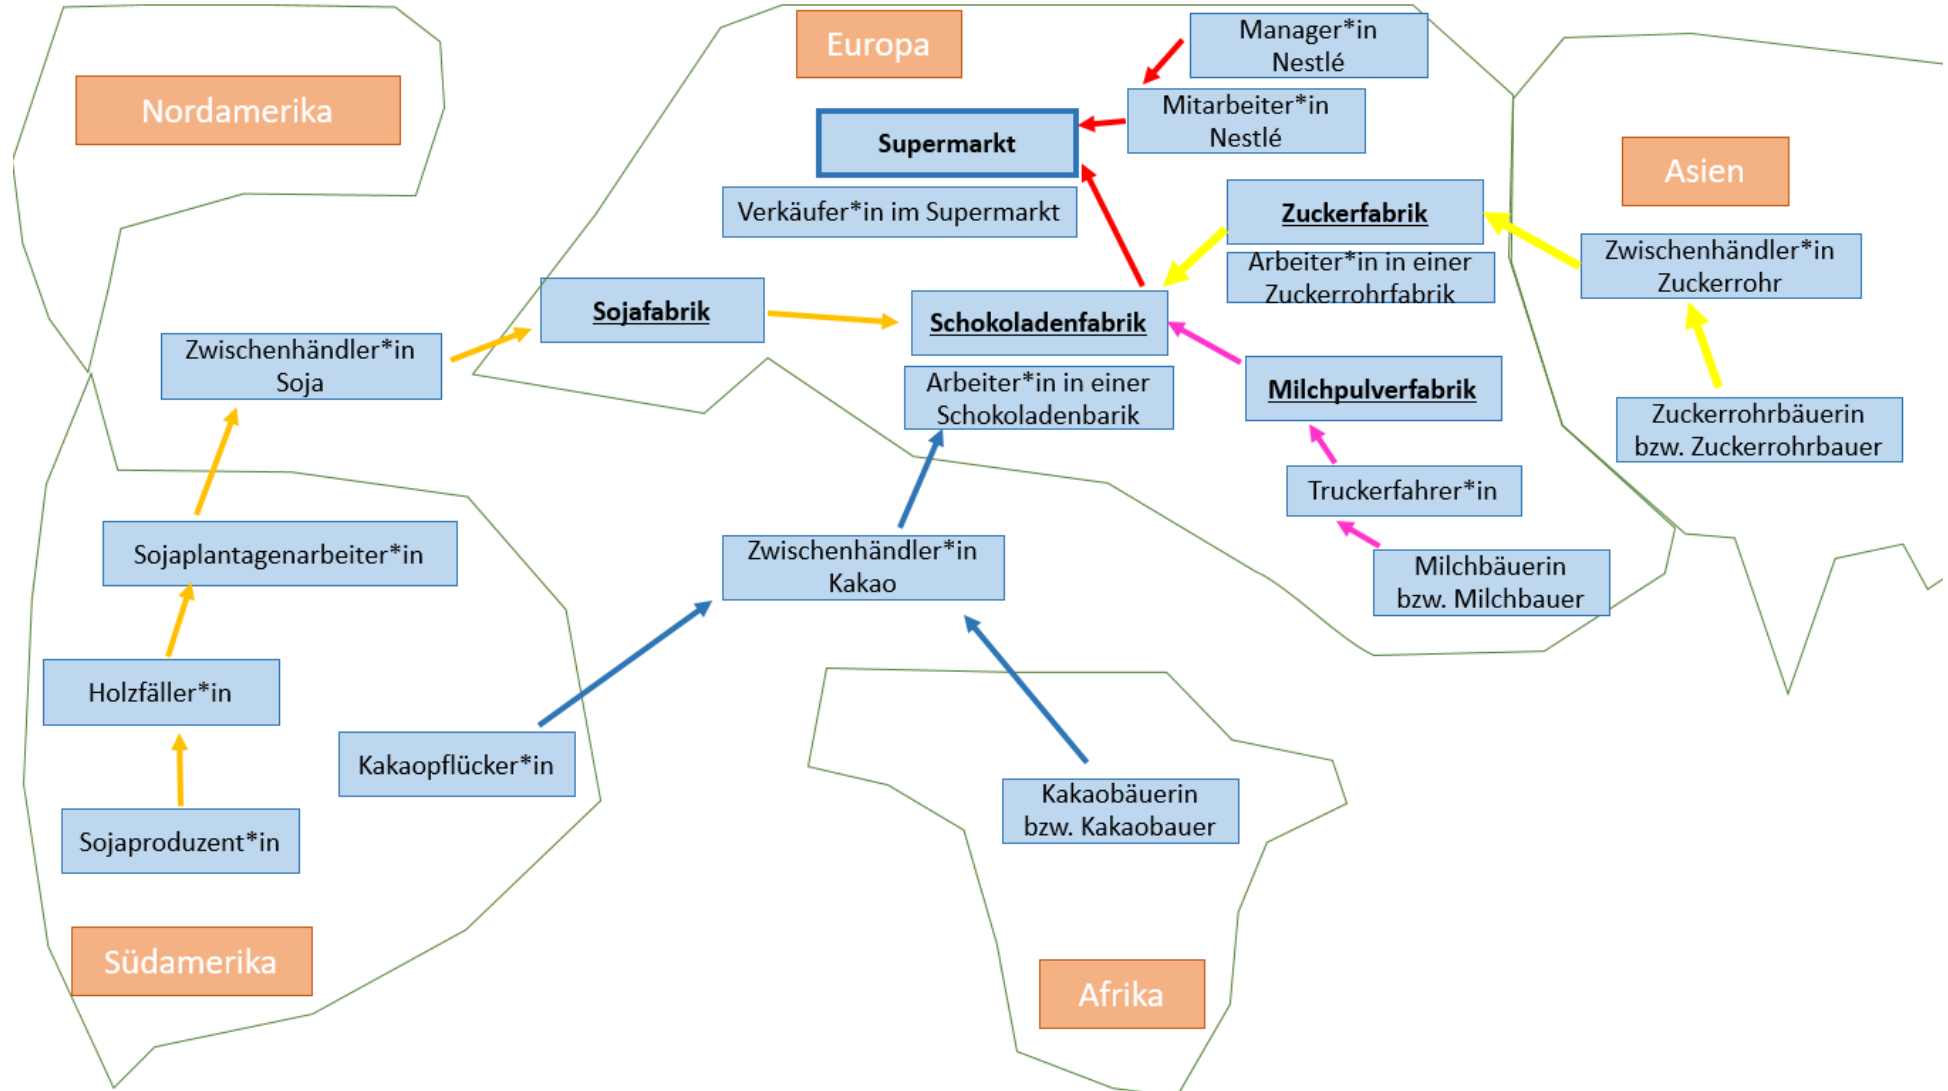 Nordamerika
Europa
Manager*in
Nestlé
Mitarbeiter*in
Nestlé
Supermarkt
Verkäufer*in im Supermarkt
Zuckerfabrik
Arbeiter*in in einer
Zuckerrohrfabrik
Asien
Zwischenhändler*in
Zuckerrohr
Zuckerrohrbäuerin
bzw. Zuckerrohrbauer
Sojafabrik
Schokoladenfabrik
Arbeiter*in in einer
Schokoladenbarik
Milchpulverfabrik
Truckerfahrer*in
Milchbäuerin
bzw. Milchbauer
Zwischenhändler*in
Soja
Sojaplantagenarbeiter*in
Holzfäller*in
Sojaproduzent*in
Südamerika
Zwischenhändler*in
Kakao
Kakaopflücker*in
Kakaobäuerin
bzw. Kakaobauer
Afrika